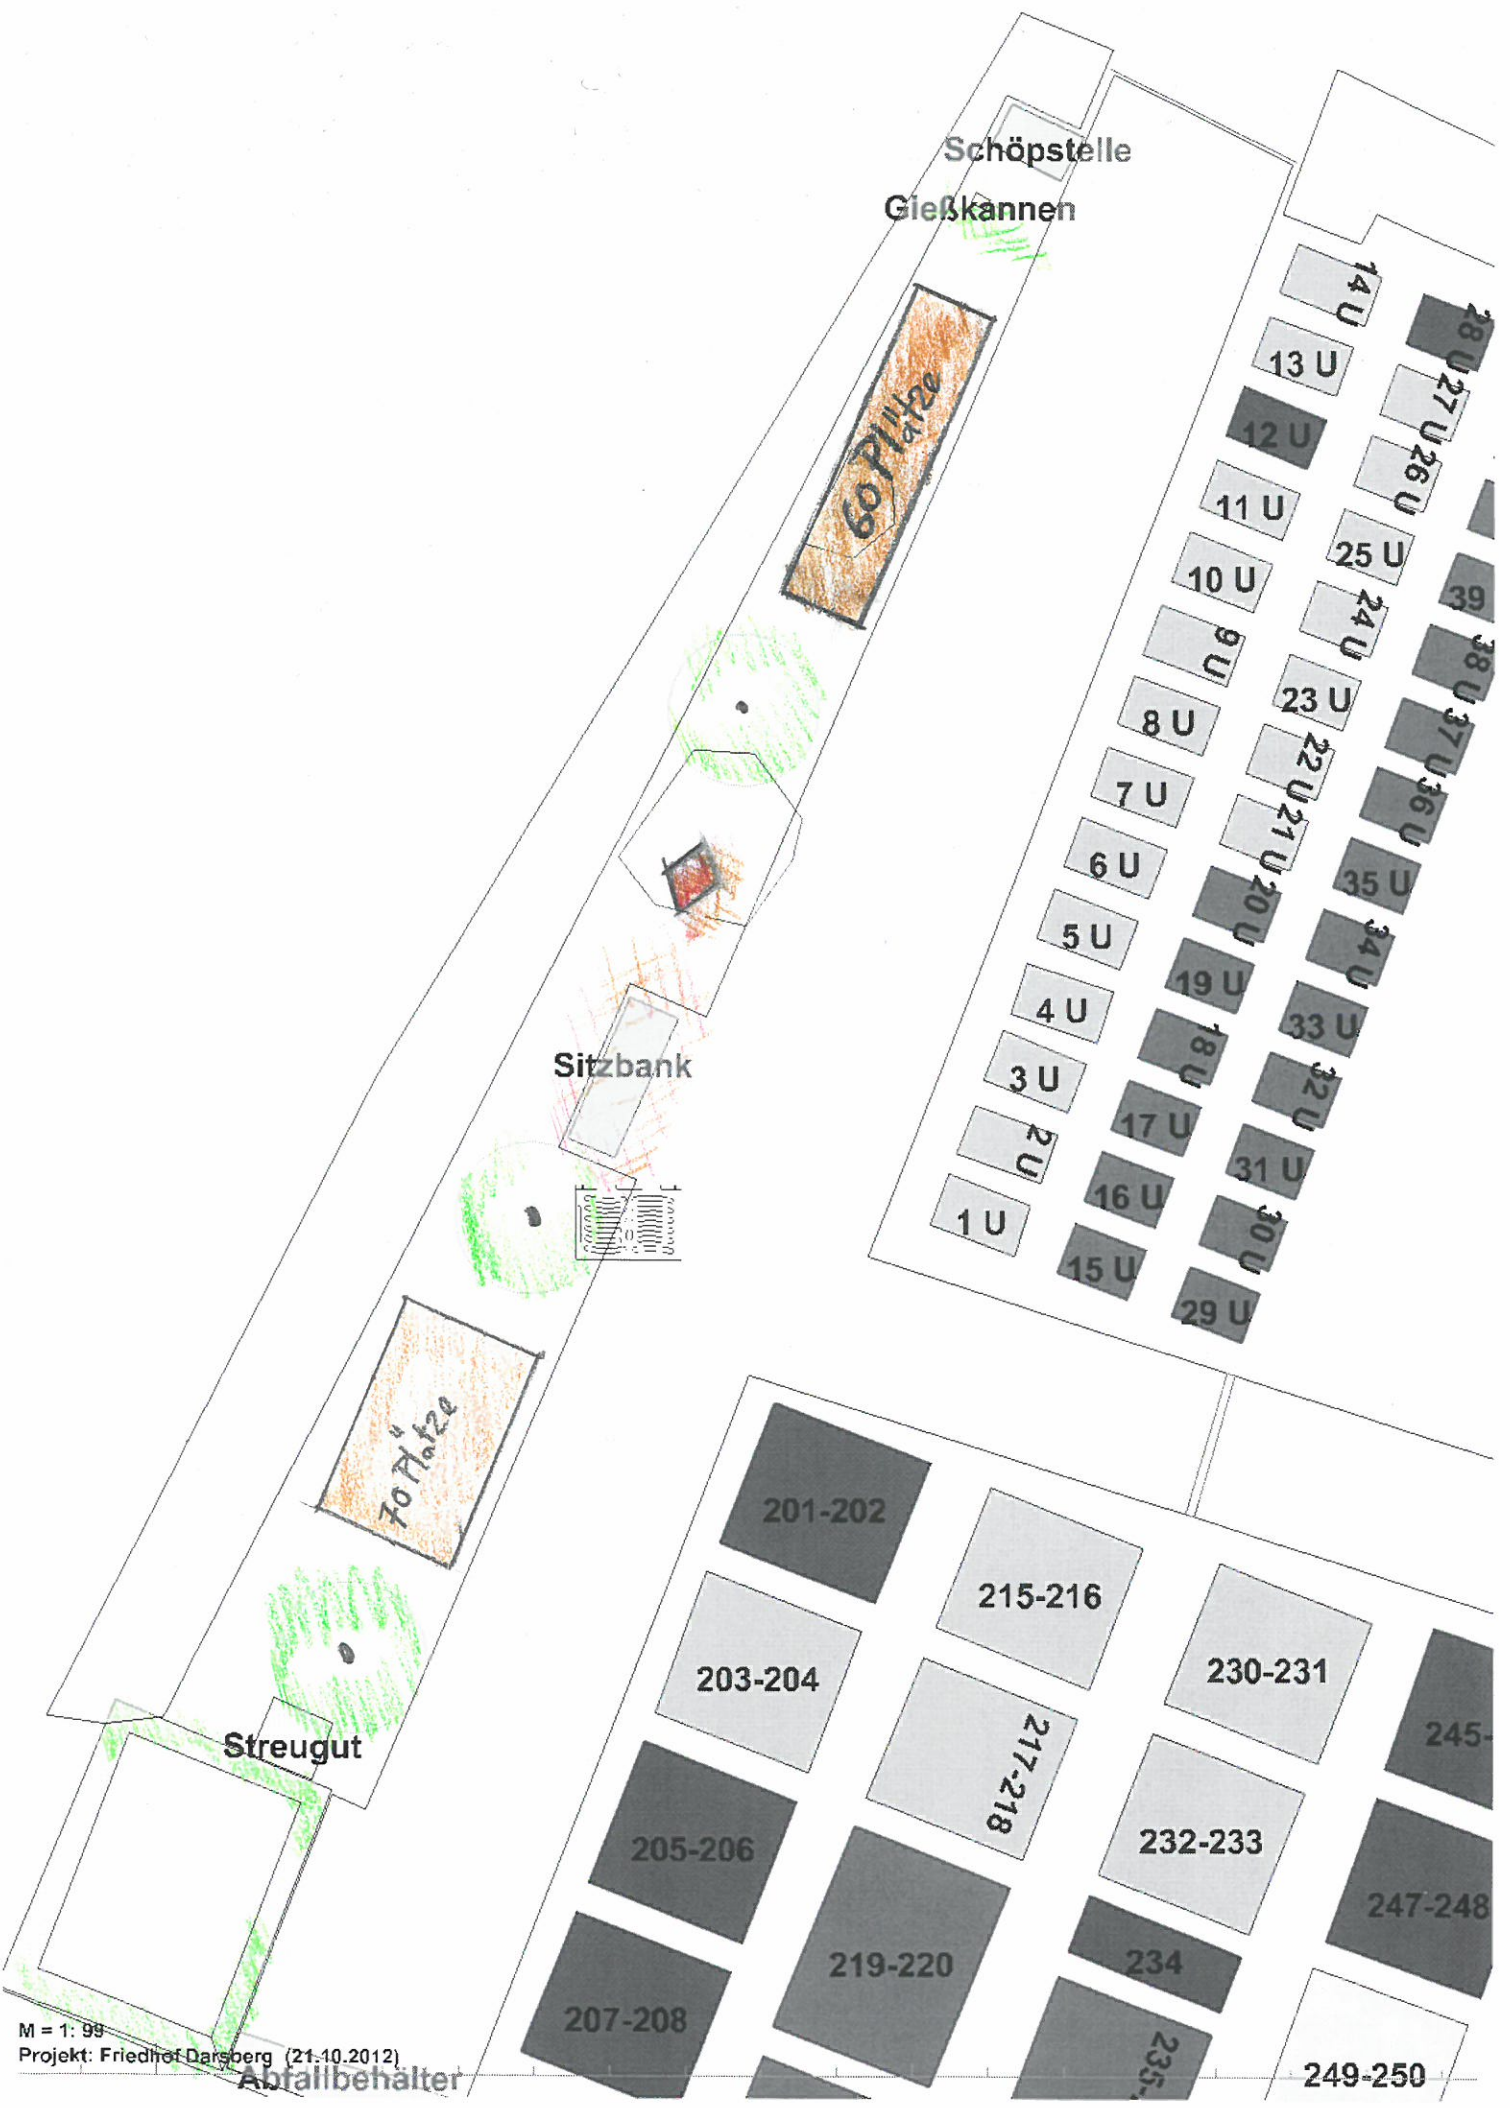 Schöpstelle
Gießkannen
14 U
28 U
13 U
27 U
60 Plätze
12 U
26 U
11 U
25 U
10 U
39
24 U
9 U
38 U
23 U
8 U
37 U
22 U
7 U
36 U
21 U
6 U
35 U
20 U
5 U
34 U
19 U
4 U
33 U
18 U
Sitzbank
3 U
32 U
17 U
2 U
31 U
16 U
1 U
30 U
15 U
29 U
70 Plätze
201-202
215-216
230-231
203-204
245-
217-218
Streugut
232-233
205-206
247-248
234
219-220
207-208
235-
249-250
M = 1: 99
Projekt: Friedhof Darsberg (21.10.2012)
Abfallbehälter